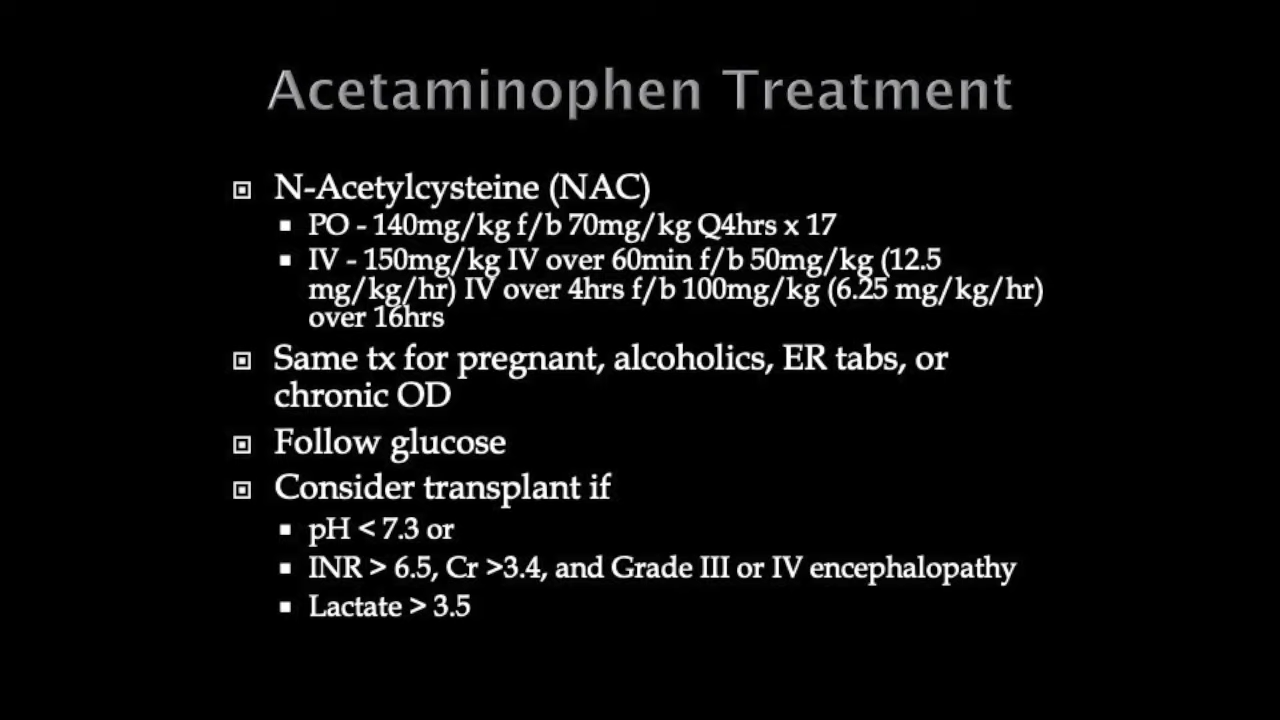 Acetaminophen Treatment
N-Acetylcysteine (NAC)
PO - 140mg/kg f/b 70mg/kg Q4hrs x 17
IV - 150mg/kg IV over 60min f/b 50mg/kg (12.5
mg/kg/hr) IV over 4hrs f/b 100mg/kg (6.25 mg/kg/hr)
over 16hrs
Same tx for pregnant, alcoholics, ER tabs, or
chronic OD
Follow glucose
Consider transplant if
pH < 7.3 or
INR > 6.5, Cr >3.4, and Grade III or IV encephalopathy
Lactate > 3.5